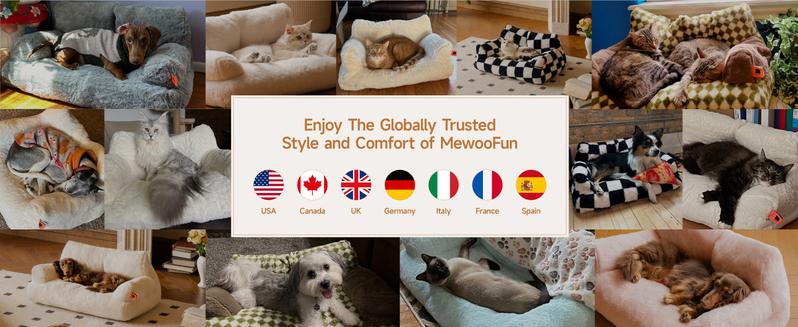 Enjoy The Globally Trusted
Style and Comfort of MewooFun
USA Canada UK Germany Italy France Spain